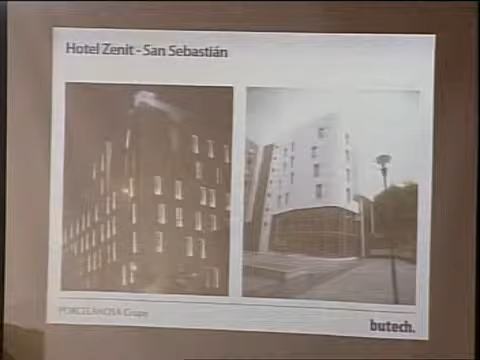 Hotel Zenit - San Sebastián
PORCELANOSA Grupo
butech.